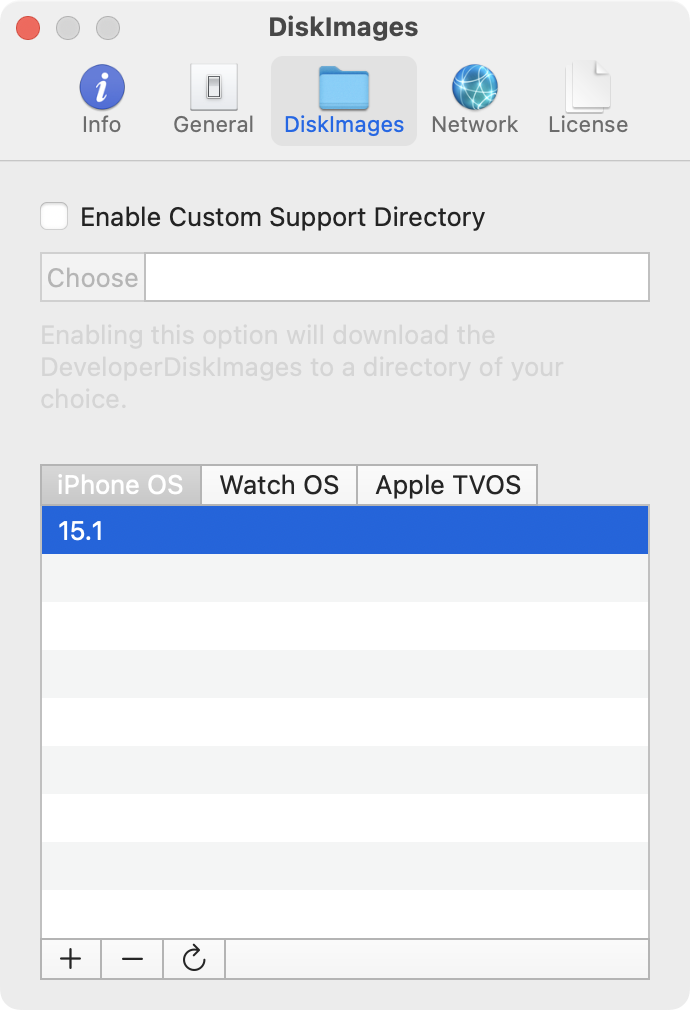 DiskImages
Info
General
DiskImages
Network
License
Enable Custom Support Directory
Choose
Enabling this option will download the
DeveloperDiskImages to a directory of your
choice.
iPhone OS
Watch OS
Apple TVOS
15.1